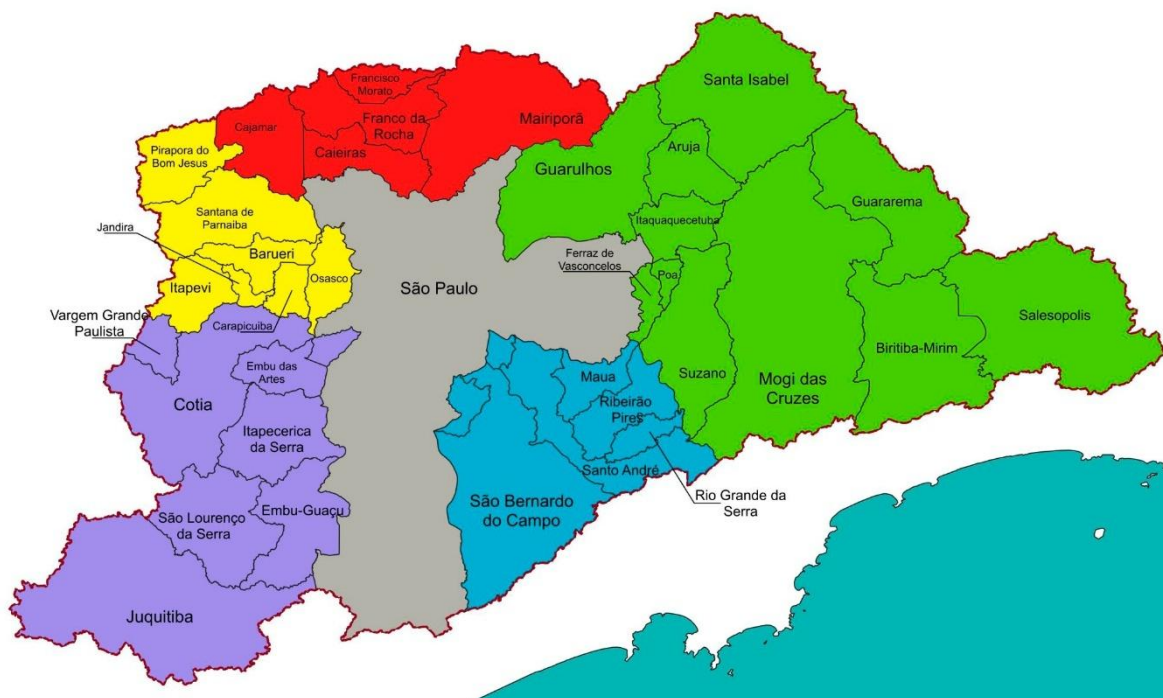 Santa Isabel
Francisco
Morato
Cajamar
Franco da
Rocha
Mairiporã
Caieiras
Pirapora do
Bom Jesus
Guarulhos
Aruja
Guararema
Santana de
Parnaiba
Itaquaquecetuba
Jandira
Barueri
Ferraz de
Vasconcelos
Poa
Itapevi
Osasco
São Paulo
Vargem Grande
Paulista
Carapicuiba
Salesopolis
Biritiba-Mirim
Embu das
Artes
Maua
Suzano
Mogi das
Cruzes
Cotia
Ribeirão
Pires
Itapecerica
da Serra
Santo André
Rio Grande da
Serra
São Bernardo
do Campo
Embu-Guaçu
São Lourenço
da Serra
Juquitiba